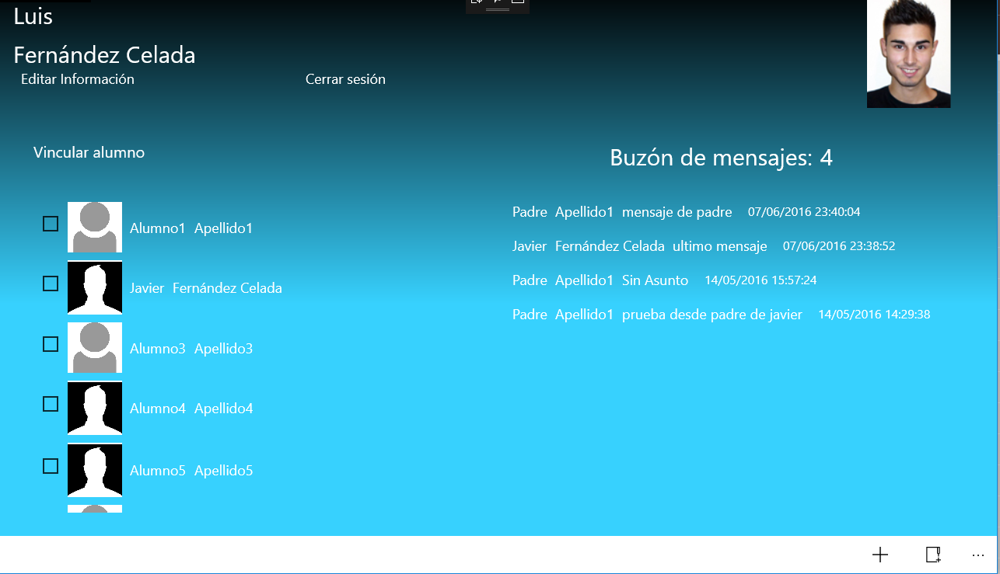 Luis
Fernández Celada
Editar Información
Cerrar sesión
Vincular alumno
Alumno1 Apellido1
Javier Fernández Celada
Alumno3 Apellido3
Alumno4 Apellido4
Alumno5 Apellido5
Buzón de mensajes: 4
Padre Apellido1 mensaje de padre 07/06/2016 23:40:04
Javier Fernández Celada ultimo mensaje 07/06/2016 23:38:52
Padre Apellido1 Sin Asunto 14/05/2016 15:57:24
Padre Apellido1 prueba desde padre de javier 14/05/2016 14:29:38